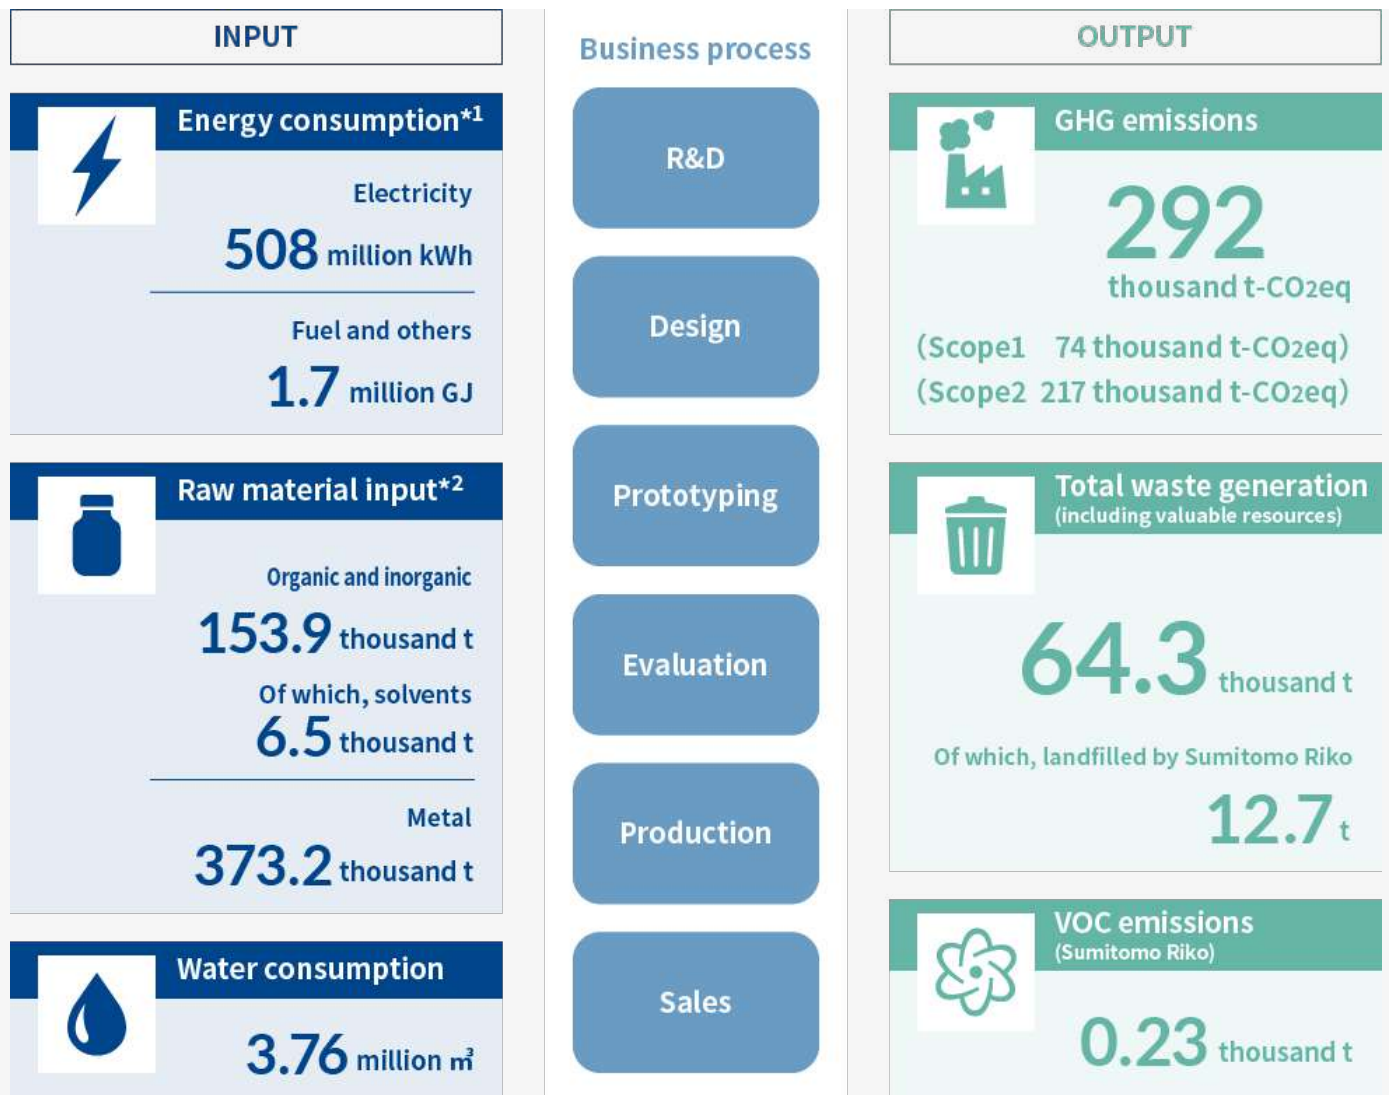 INPUT
Energy consumption*1
Electricity
508 million kWh
Fuel and others
1.7 million GJ
Raw material input*2
Organic and inorganic
153.9 thousand t
Of which, solvents
6.5 thousand t
Metal
373.2 thousand t
Water consumption
3.76 million ㎥
Business process
R&D
Design
Prototyping
Evaluation
Production
Sales
OUTPUT
GHG emissions
292
thousand t-CO2eq
(Scope1 74 thousand t-CO2eq)
(Scope2 217 thousand t-CO2eq)
Total waste generation
(including valuable resources)
64.3 thousand t
Of which, landfilled by Sumitomo Riko
12.7 t
VOC emissions
(Sumitomo Riko)
0.23 thousand t